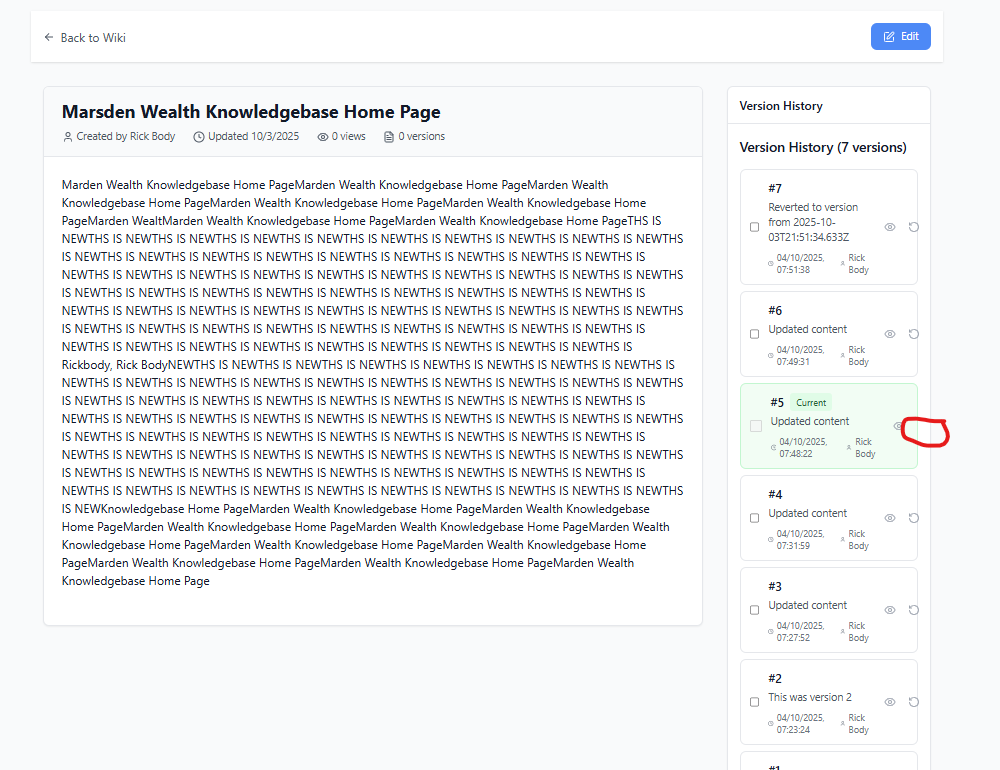 Back to Wiki
Edit
Marsden Wealth Knowledgebase Home Page
Created by Rick Body Updated 10/3/2025 0 views 0 versions
Marden Wealth Knowledgebase Home PageMarden Wealth Knowledgebase Home PageMarden Wealth
Knowledgebase Home PageMarden Wealth Knowledgebase Home PageMarden Wealth Knowledgebase Home
PageMarden WealtMarden Wealth Knowledgebase Home PageMarden Wealth Knowledgebase Home PageTHS IS
NEWTHS IS NEWTHS IS NEWTHS IS NEWTHS IS NEWTHS IS NEWTHS IS NEWTHS IS NEWTHS IS NEWTHS
IS NEWTHS IS NEWTHS IS NEWTHS IS NEWTHS IS NEWTHS IS NEWTHS IS NEWTHS IS NEWTHS IS
NEWTHS IS NEWTHS IS NEWTHS IS NEWTHS IS NEWTHS IS NEWTHS IS NEWTHS IS NEWTHS IS NEWTHS
IS NEWTHS IS NEWTHS IS NEWTHS IS NEWTHS IS NEWTHS IS NEWTHS IS NEWTHS IS NEWTHS IS
NEWTHS IS NEWTHS IS NEWTHS IS NEWTHS IS NEWTHS IS NEWTHS IS NEWTHS IS NEWTHS IS NEWTHS
IS NEWTHS IS NEWTHS IS NEWTHS IS NEWTHS IS NEWTHS IS NEWTHS IS NEWTHS IS NEWTHS IS
NEWTHS IS NEWTHS IS NEWTHS IS NEWTHS IS NEWTHS IS NEWTHS IS NEWTHS IS NEWTHS IS
Rickbody, Rick BodyNEWTHS IS NEWTHS IS NEWTHS IS NEWTHS IS NEWTHS IS NEWTHS IS NEWTHS IS
NEWTHS IS NEWTHS IS NEWTHS IS NEWTHS IS NEWTHS IS NEWTHS IS NEWTHS IS NEWTHS IS NEWTHS
IS NEWTHS IS NEWTHS IS NEWTHS IS NEWTHS IS NEWTHS IS NEWTHS IS NEWTHS IS NEWTHS IS
NEWTHS IS NEWTHS IS NEWTHS IS NEWTHS IS NEWTHS IS NEWTHS IS NEWTHS IS NEWTHS IS NEWTHS
IS NEWTHS IS NEWTHS IS NEWTHS IS NEWTHS IS NEWTHS IS NEWTHS IS NEWTHS IS NEWTHS IS
NEWTHS IS NEWTHS IS NEWTHS IS NEWTHS IS NEWTHS IS NEWTHS IS NEWTHS IS NEWTHS IS NEWTHS
IS NEWTHS IS NEWTHS IS NEWTHS IS NEWTHS IS NEWTHS IS NEWTHS IS NEWTHS IS NEWTHS IS
NEWTHS IS NEWTHS IS NEWTHS IS NEWTHS IS NEWTHS IS NEWTHS IS NEWTHS IS NEWTHS IS NEWTHS
IS NEWKnowledgebase Home PageMarden Wealth Knowledgebase Home PageMarden Wealth Knowledgebase
Home PageMarden Wealth Knowledgebase Home PageMarden Wealth Knowledgebase Home PageMarden Wealth
Knowledgebase Home PageMarden Wealth Knowledgebase Home PageMarden Wealth Knowledgebase Home
PageMarden Wealth Knowledgebase Home PageMarden Wealth Knowledgebase Home PageMarden Wealth
Knowledgebase Home Page
Version History
Version History (7 versions)
#7
Reverted to version
from 2025-10-
03T21:51:34.633Z
04/10/2025, Rick
07:51:38 Body
#6
Updated content
04/10/2025, Rick
07:49:31 Body
#5 Current
Updated content
04/10/2025, Rick
07:48:22 Body
#4
Updated content
04/10/2025, Rick
07:31:59 Body
#3
Updated content
04/10/2025, Rick
07:27:52 Body
#2
This was version 2
04/10/2025, Rick
07:23:24 Body
#1